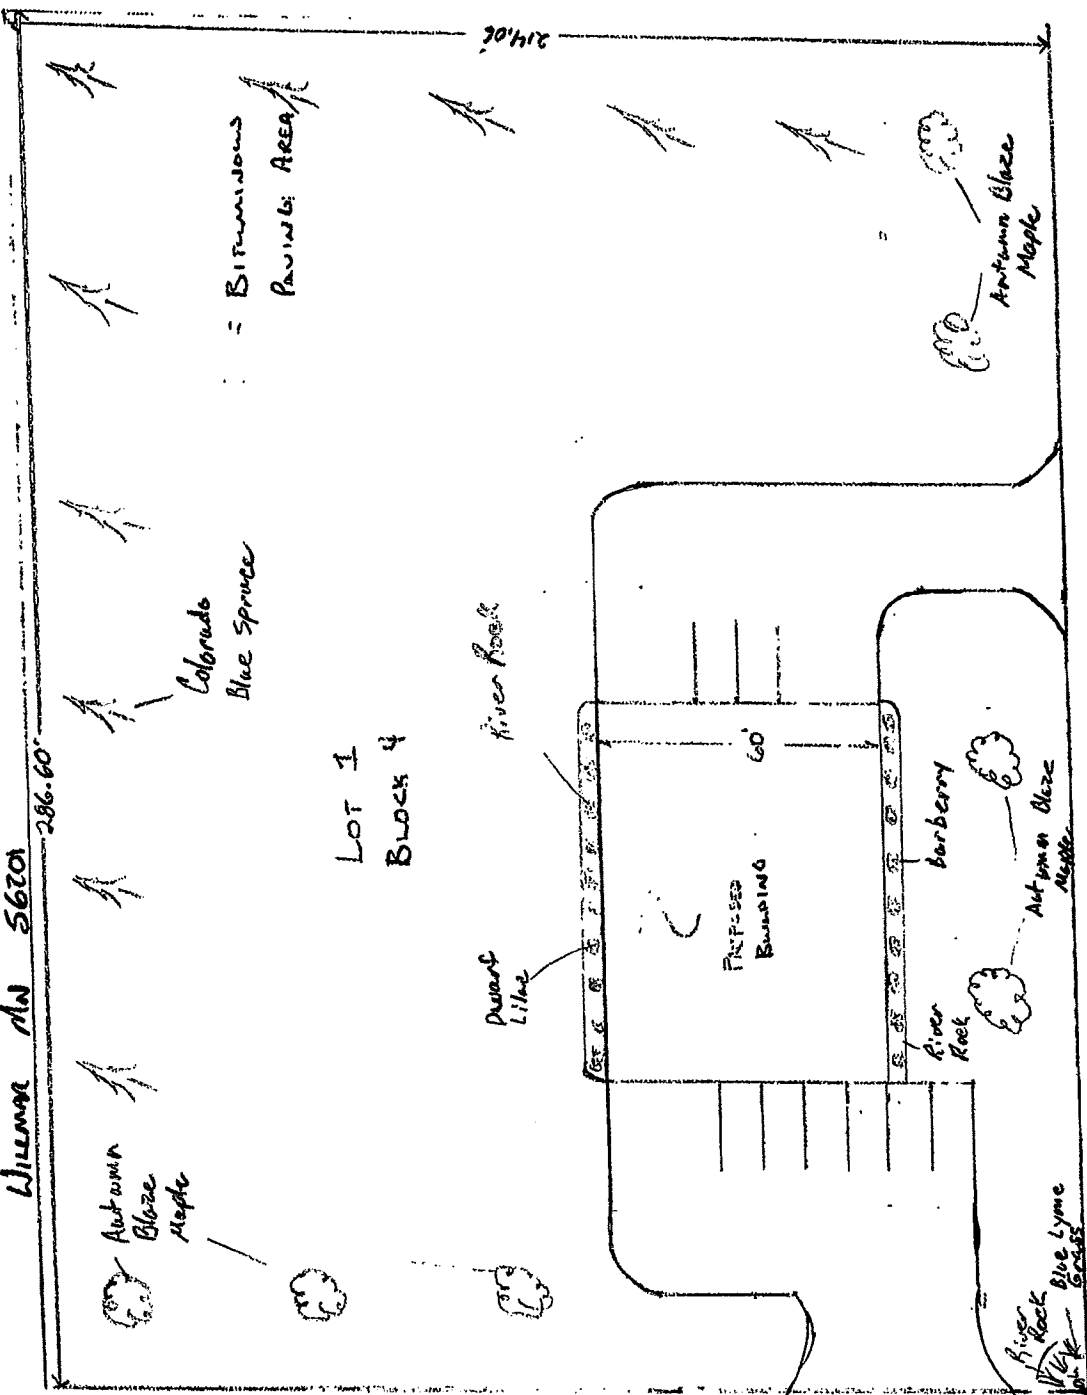 WILLMAR MN 56201
286.60'
214.06'
= BITUMINOUS
PAVING AREA
Autumn
Blaze
Maple
Colorado
Blue Spruce
LOT 1
BLOCK 4
Dwarf
Lilac
River Rock
PROPOSED
BUILDING
60'
River
Rock
Barberry
Autumn Blaze
Maple
Autumn Blaze
Maple
River
Rock
Blue Lyme
Grass